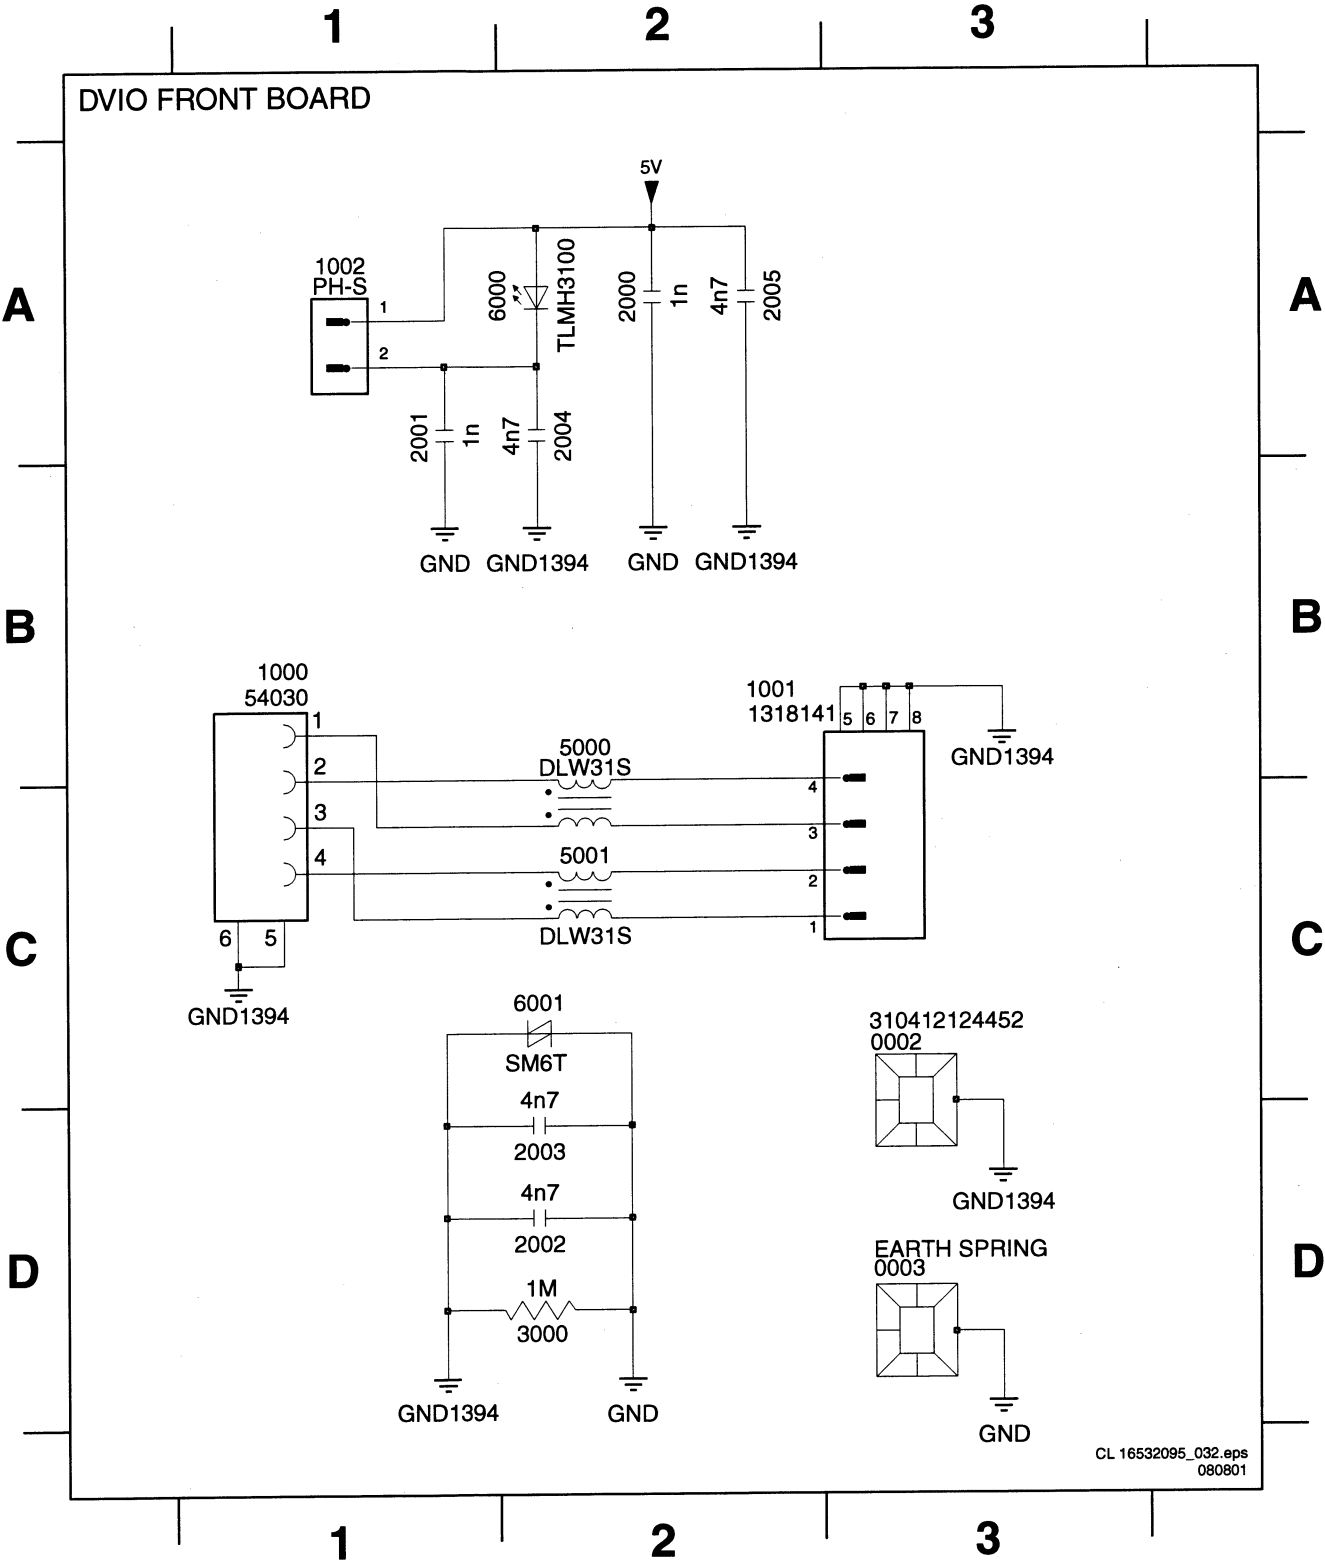 1 2 3
DVIO FRONT BOARD
5V
A
A
1002
PH-S
1
2
6000
TLMH3100
2000
1n
4n7
2005
2001
1n
4n7
2004
GND GND1394 GND GND1394
B
B
1000
54030
1
2
3
4
6 5
GND1394
5000
DLW31S
5001
DLW31S
1001
1318141
5 6 7 8
4
3
2
1
GND1394
C
C
6001
SM6T
4n7
2003
4n7
2002
1M
3000
GND1394 GND
310412124452
0002
GND1394
D
D
EARTH SPRING
0003
GND
CL 16532095_032.eps
080801
1 2 3